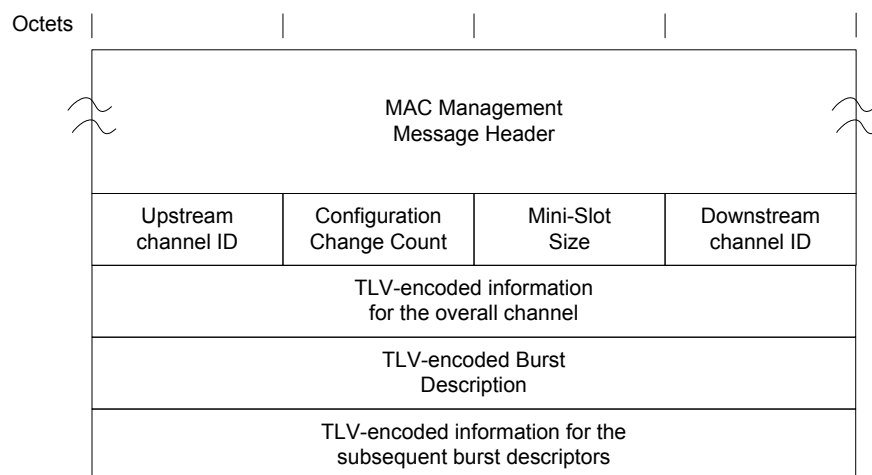 Octets
MAC Management
Message Header
Upstream
channel ID
Configuration
Change Count
Mini-Slot
Size
Downstream
channel ID
TLV-encoded information
for the overall channel
TLV-encoded Burst
Description
TLV-encoded information for the
subsequent burst descriptors